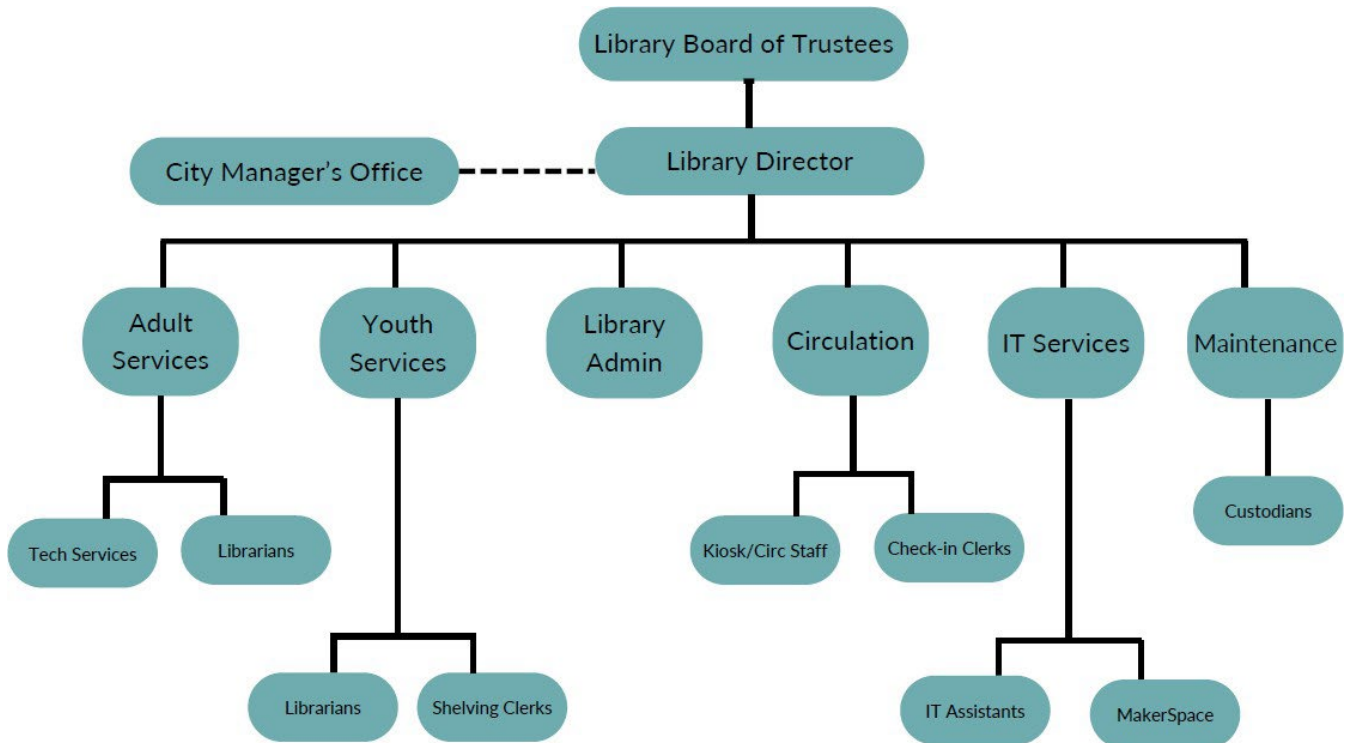 Library Board of Trustees
City Manager's Office
Library Director
Adult
Services
Youth
Services
Library
Admin
Circulation
IT Services
Maintenance
Tech Services
Librarians
Kiosk/Circ Staff
Check-in Clerks
Custodians
Librarians
Shelving Clerks
IT Assistants
MakerSpace